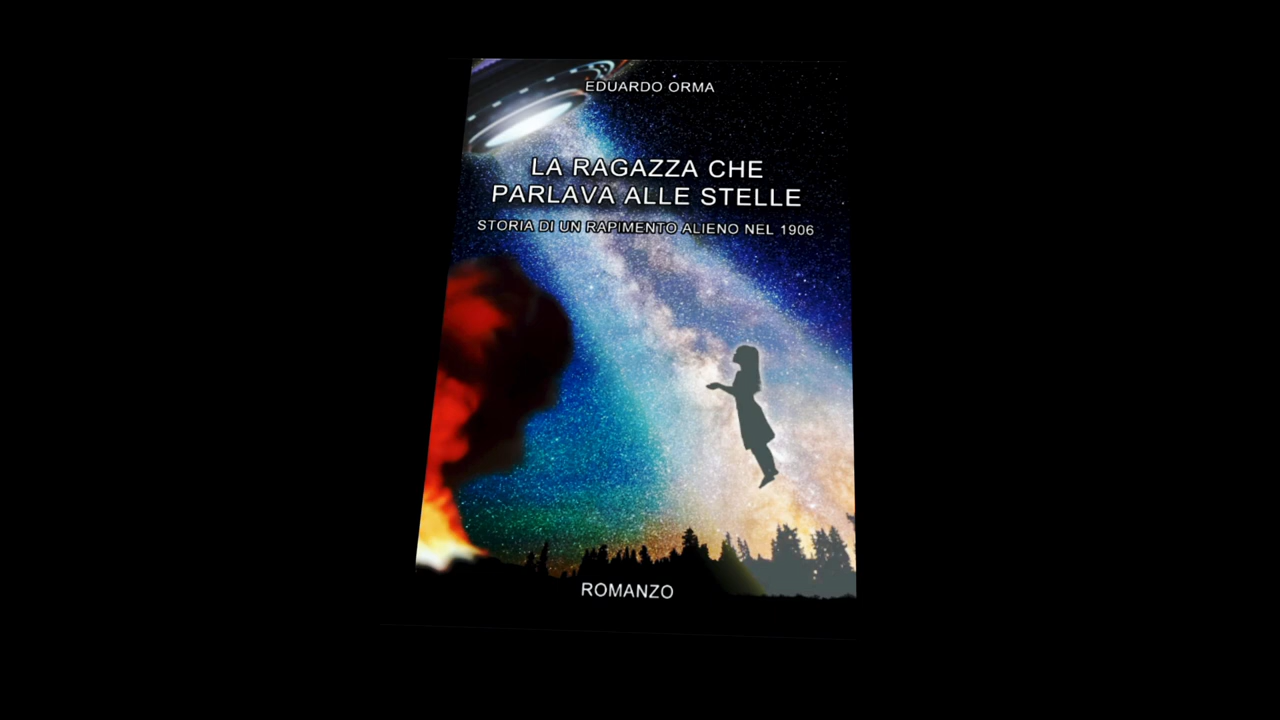 EDUARDO ORMA
LA RAGAZZA CHE
PARLAVA ALLE STELLE
STORIA DI UN RAPIMENTO ALIENO NEL 1906
ROMANZO